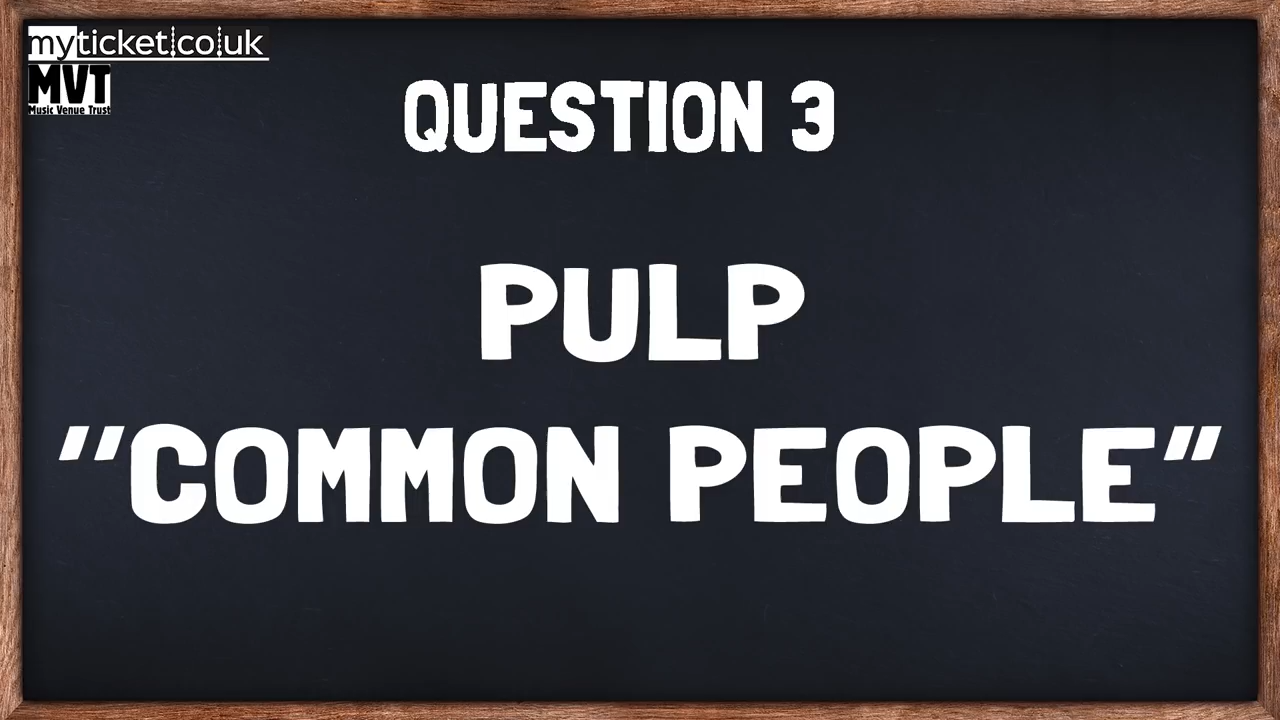 myticket.co.uk
MVT
Music Venue Trust
QUESTION 3
PULP
"COMMON PEOPLE"